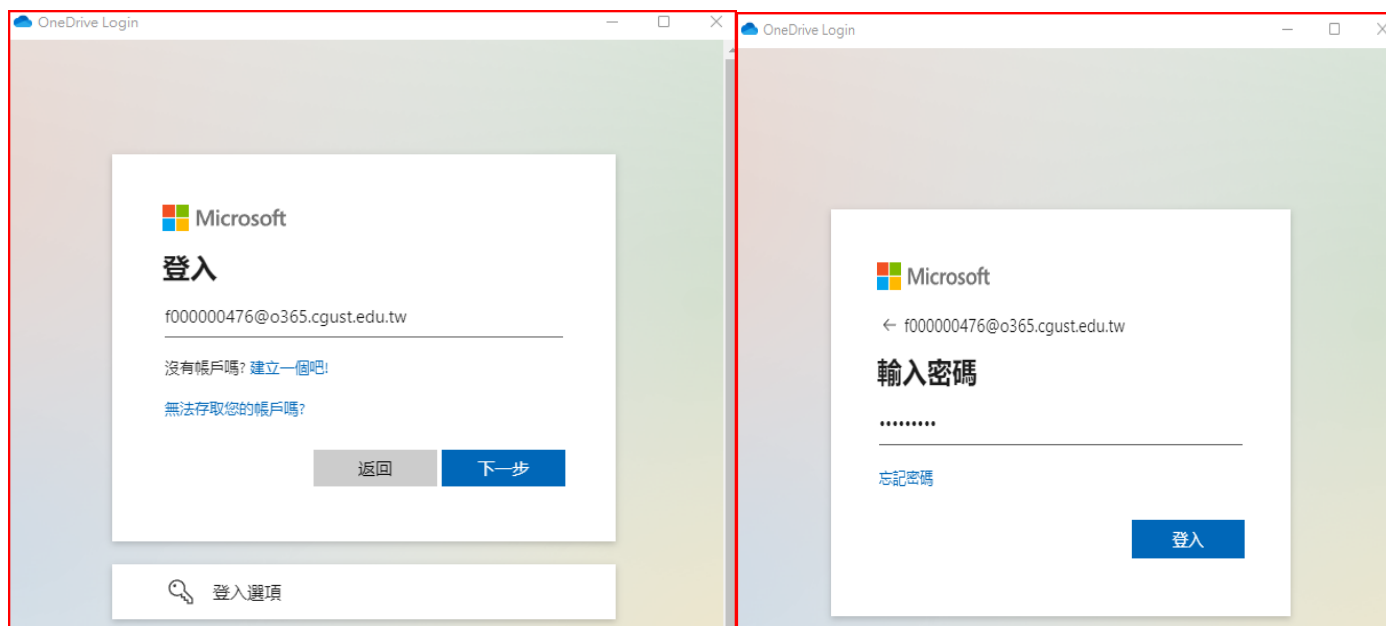 OneDrive Login
Microsoft
登入
f000000476@o365.cgust.edu.tw
沒有帳戶嗎? 建立一個吧!
無法存取您的帳戶嗎?
返回
下一步
登入選項
OneDrive Login
Microsoft
← f000000476@o365.cgust.edu.tw
輸入密碼
•••••••••
忘記密碼
登入